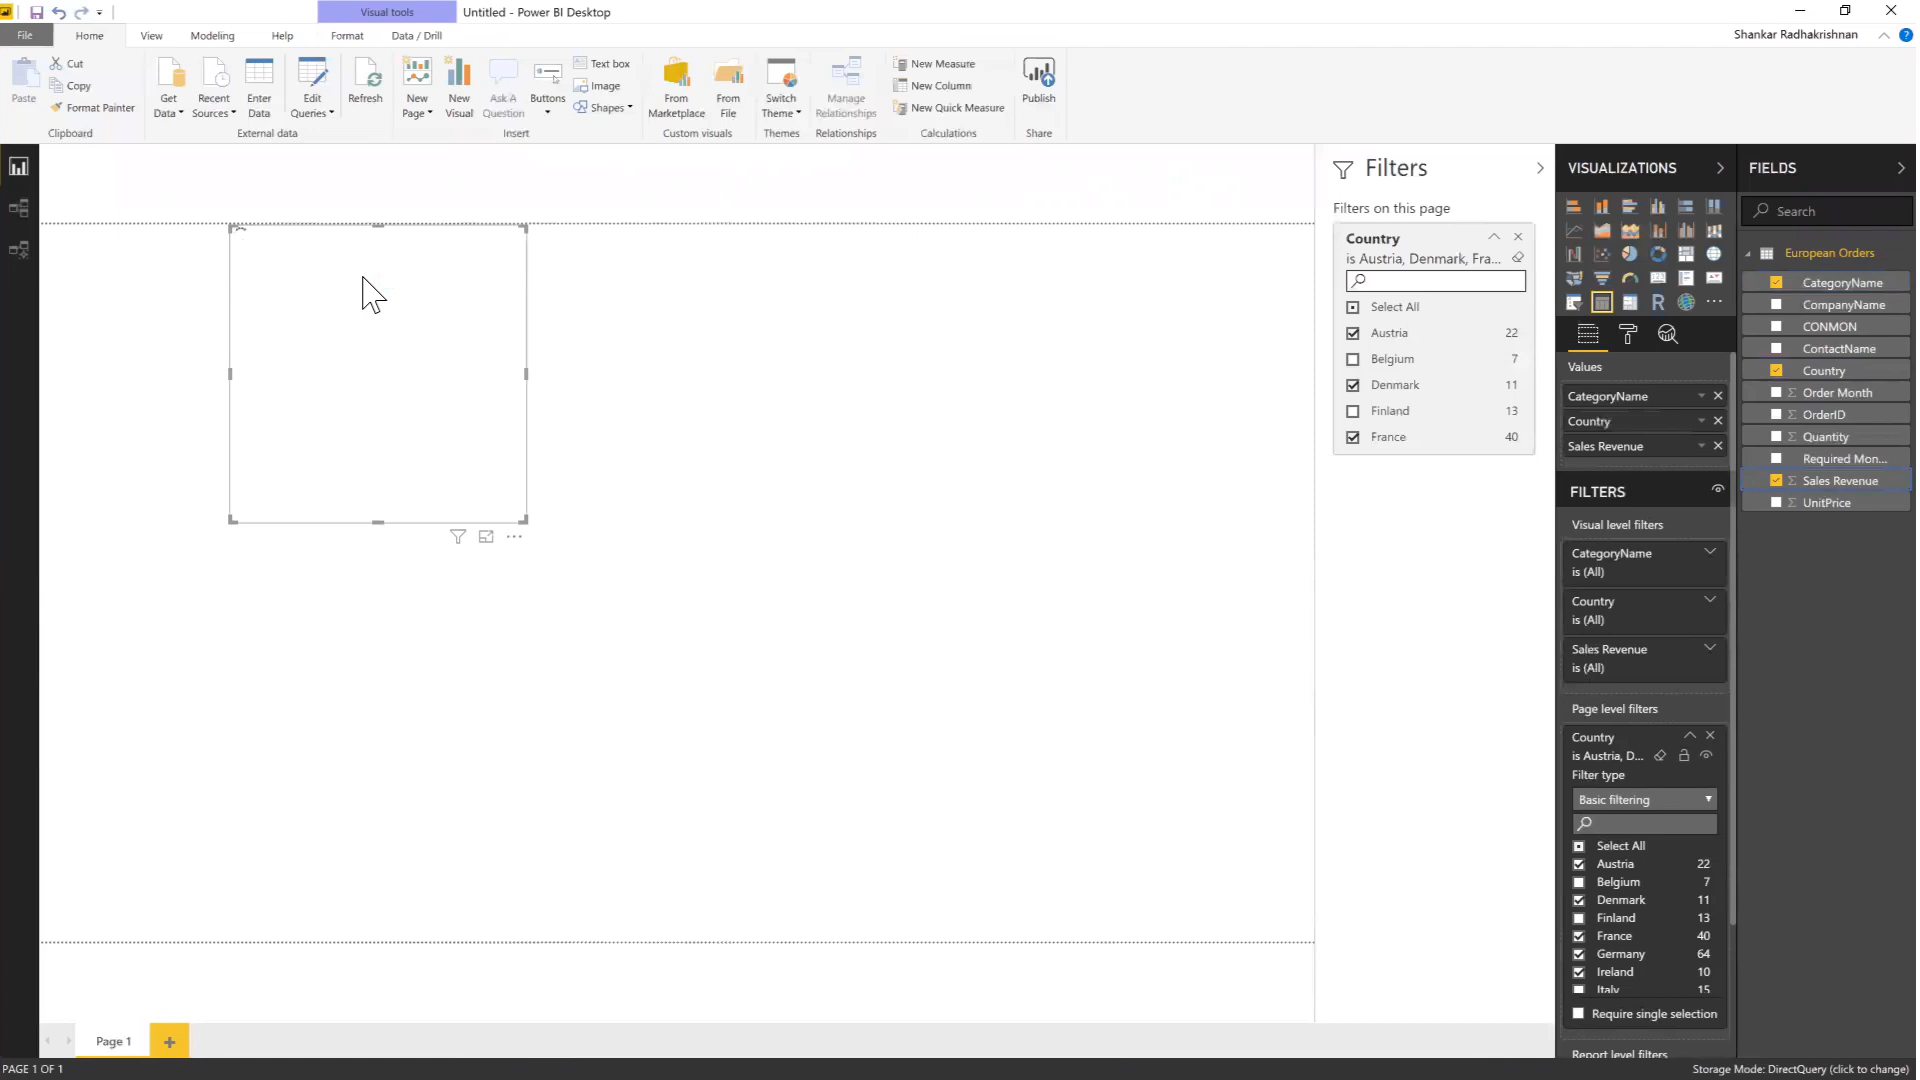 Visual tools
Untitled - Power BI Desktop
File
Home
View
Modeling
Help
Format
Data / Drill
Shankar Radhakrishnan
?
Paste
Cut
Copy
Format Painter
Clipboard
Get
Data
Recent
Sources
Enter
Data
Edit
Queries
Refresh
External data
New
Page
New
Visual
Ask A
Question
Buttons
Text box
Image
Shapes
Insert
From
Marketplace
From
File
Custom visuals
Switch
Theme
Themes
Manage
Relationships
Relationships
New Measure
New Column
New Quick Measure
Calculations
Publish
Share
Filters
Filters on this page
Country
is Austria, Denmark, Fra...
Select All
Austria 22
Belgium 7
Denmark 11
Finland 13
France 40
VISUALIZATIONS
123
R
Values
CategoryName
Country
Sales Revenue
FILTERS
Visual level filters
CategoryName
is (All)
Country
is (All)
Sales Revenue
is (All)
Page level filters
Country
is Austria, D...
Filter type
Basic filtering
Select All
Austria 22
Belgium 7
Denmark 11
Finland 13
France 40
Germany 64
Ireland 10
Italy 15
Require single selection
Report level filters
FIELDS
Search
European Orders
CategoryName
CompanyName
CONMON
ContactName
Country
Σ Order Month
Σ OrderID
Σ Quantity
Required Mon...
Σ Sales Revenue
Σ UnitPrice
Page 1
+
PAGE 1 OF 1
Storage Mode: DirectQuery (click to change)